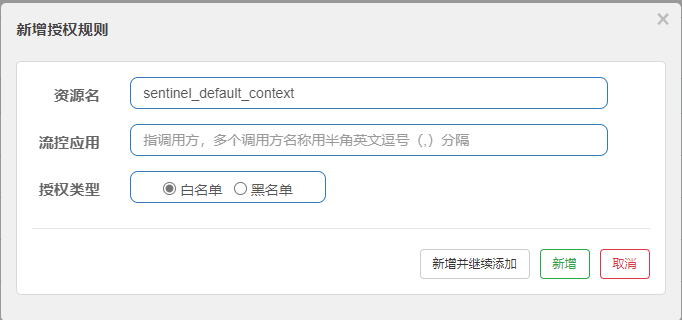 新增授权规则
×
资源名 sentinel_default_context
流控应用 指调用方，多个调用方名称用半角英文逗号（,）分隔
授权类型 白名单 黑名单
新增并继续添加 新增 取消